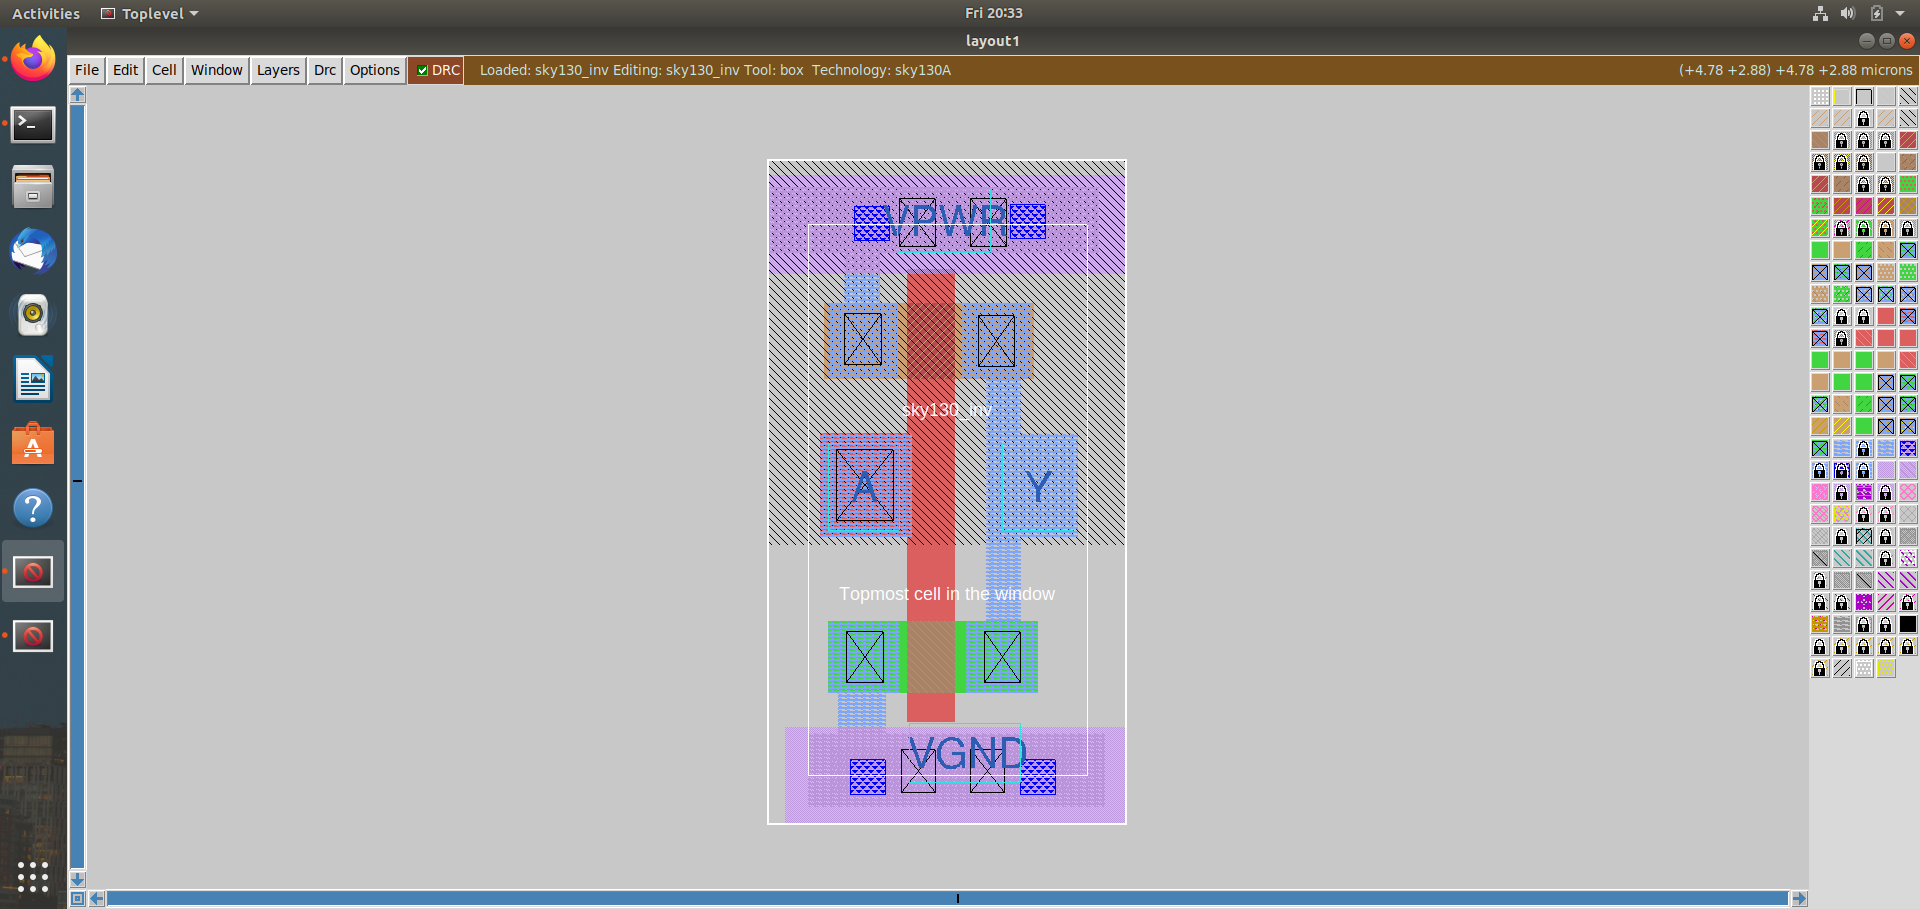 Activities Toplevel Fri 20:33
layout1
File Edit Cell Window Layers Drc Options DRC Loaded: sky130_inv Editing: sky130_inv Tool: box Technology: sky130A (+4.78 +2.88) +4.78 +2.88 microns
VPWR
sky130_inv
A Y
Topmost cell in the window
VGND